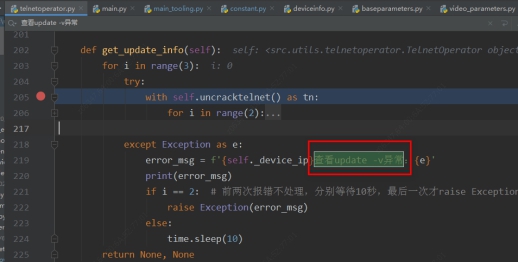 telnetoperator.py × main.py × main_tooling.py × constant.py × deviceinfo.py × baseparameters.py × video_parameters.py
查看update -v异常
201
202 def get_update_info(self): self: <src.utils.telnetoperator.TelnetOperator object
203 for i in range(3): i: 0
204 try:
205 with self.uncracktelnet() as tn:
206 for i in range(2):...
217
218 except Exception as e:
219 error_msg = f'{self._device_ip}查看update -v异常，{e}'
220 print(error_msg)
221 if i == 2: # 前两次报错不处理，分别等待10秒，最后一次才raise Exception
222 raise Exception(error_msg)
223 else:
224 time.sleep(10)
225 return None, None